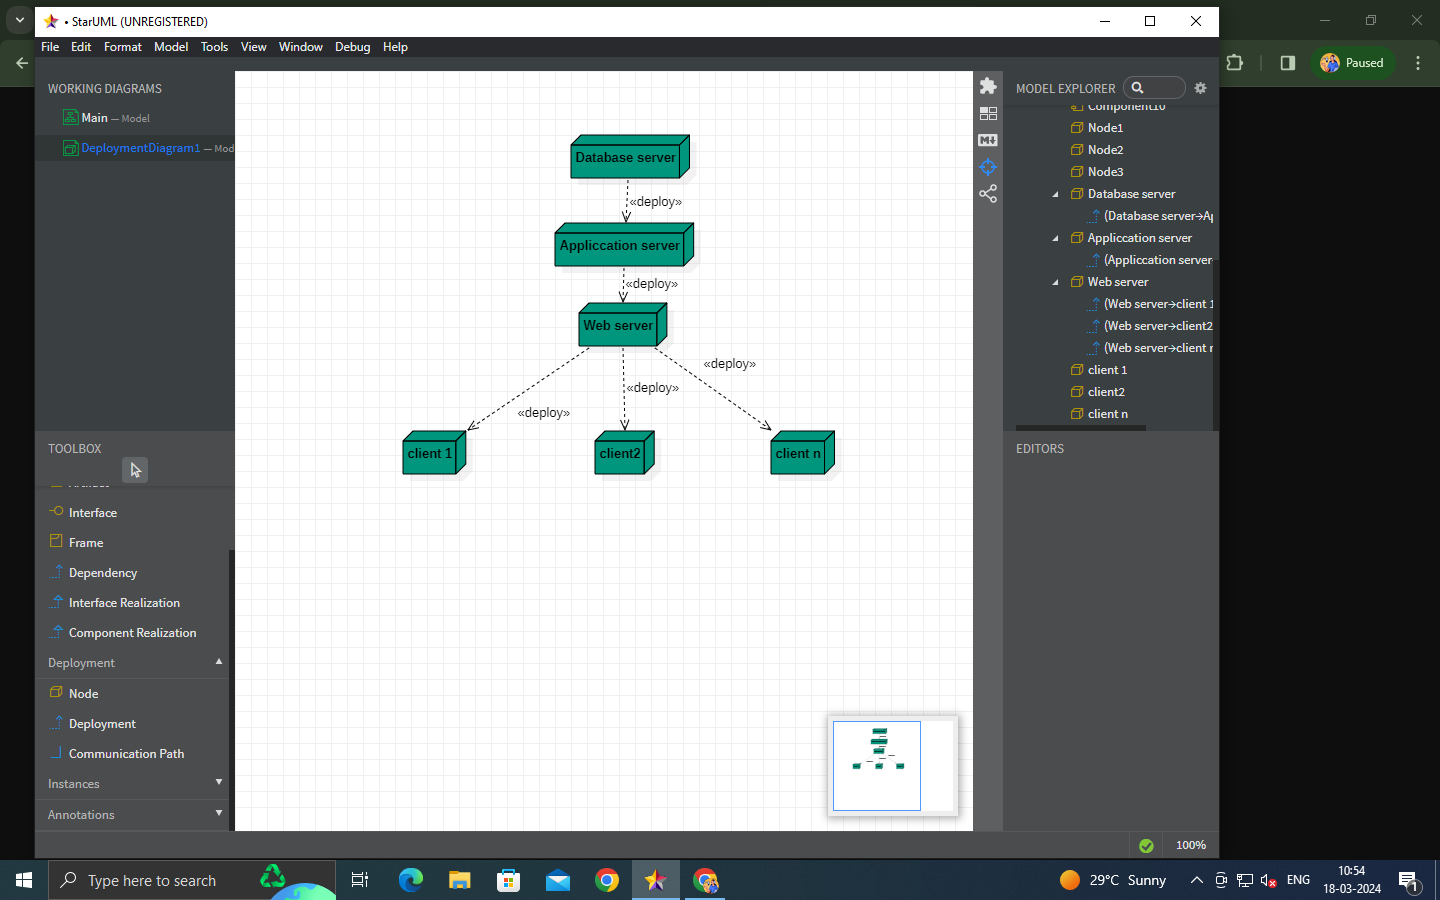 • StarUML (UNREGISTERED)
File Edit Format Model Tools View Window Debug Help
Paused
WORKING DIAGRAMS
Main — Model
DeploymentDiagram1 — Mod
TOOLBOX
Interface
Frame
Dependency
Interface Realization
Component Realization
Deployment
Node
Deployment
Communication Path
Instances
Annotations
Database server
«deploy»
Appliccation server
«deploy»
Web server
«deploy»
«deploy»
«deploy»
client 1
client2
client n
M↓
MODEL EXPLORER
Component10
Node1
Node2
Node3
Database server
(Database server→Ap
Appliccation server
(Appliccation server
Web server
(Web server→client 1
(Web server→client2
(Web server→client n
client 1
client2
client n
EDITORS
100%
Type here to search
29°C Sunny
ENG
10:54
18-03-2024
1